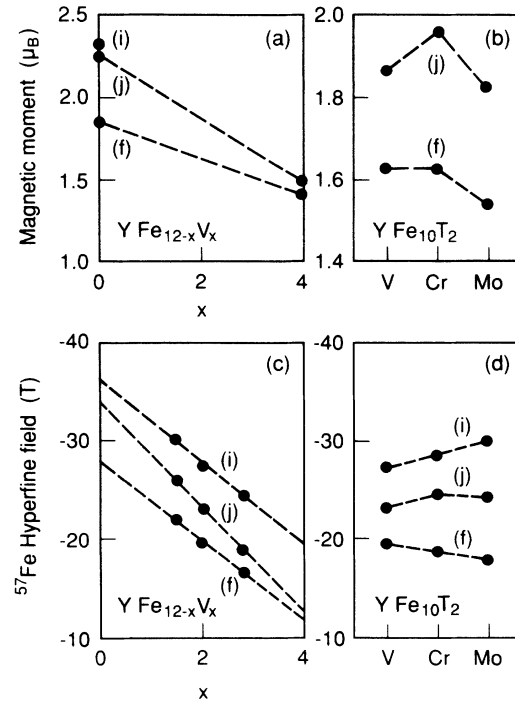 2.5
2.0
1.5
1.0
Magnetic moment (μB)
(i)
(j)
(f)
(a)
Y Fe12-xVx
0
2
4
x
2.0
1.8
1.6
1.4
(b)
(j)
(f)
Y Fe10T2
V Cr Mo
-40
-30
-20
-10
57Fe Hyperfine field (T)
(c)
(i)
(j)
(f)
Y Fe12-xVx
0
2
4
x
-40
-30
-20
-10
(d)
(i)
(j)
(f)
Y Fe10T2
V Cr Mo